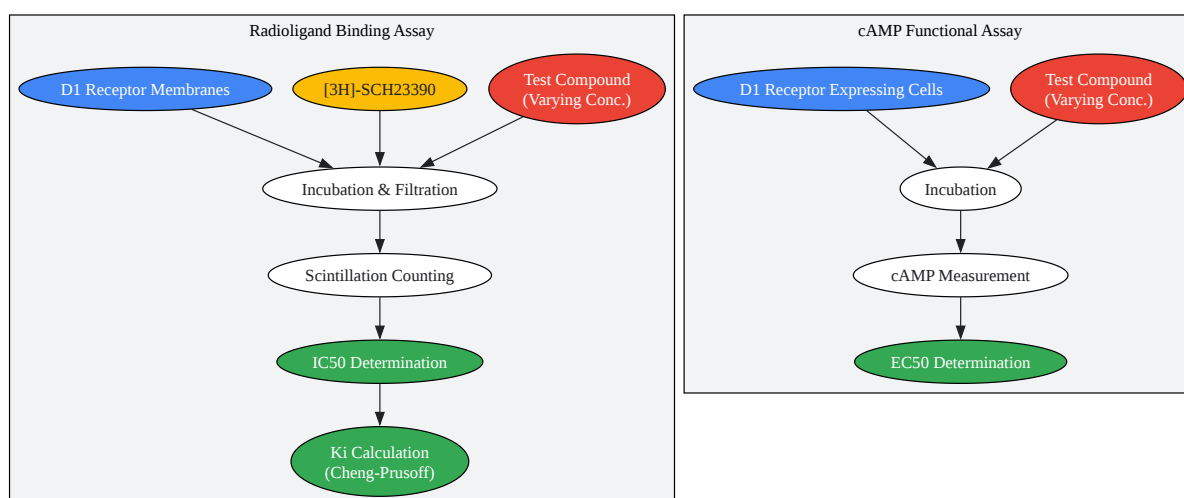 Radioligand Binding Assay
D1 Receptor Membranes
[3H]-SCH23390
Test Compound
(Varying Conc.)
Incubation & Filtration
Scintillation Counting
IC50 Determination
Ki Calculation
(Cheng-Prusoff)
cAMP Functional Assay
D1 Receptor Expressing Cells
Test Compound
(Varying Conc.)
Incubation
cAMP Measurement
EC50 Determination